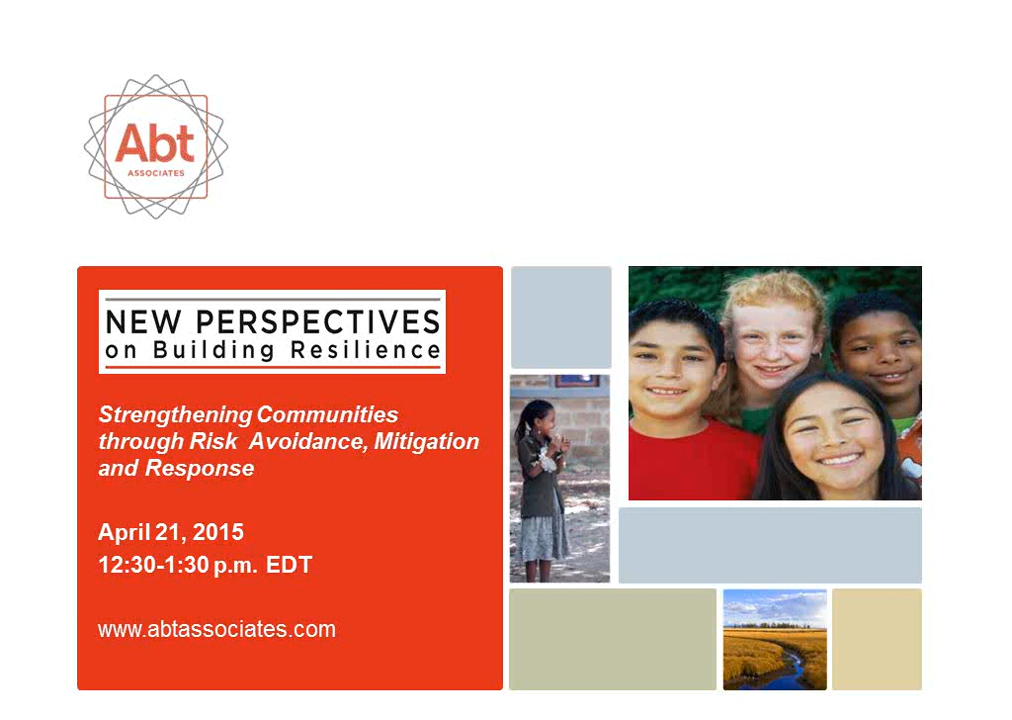 Abt
ASSOCIATES
NEW PERSPECTIVES
on Building Resilience
Strengthening Communities
through Risk Avoidance, Mitigation
and Response
April 21, 2015
12:30-1:30 p.m. EDT
www.abtassociates.com